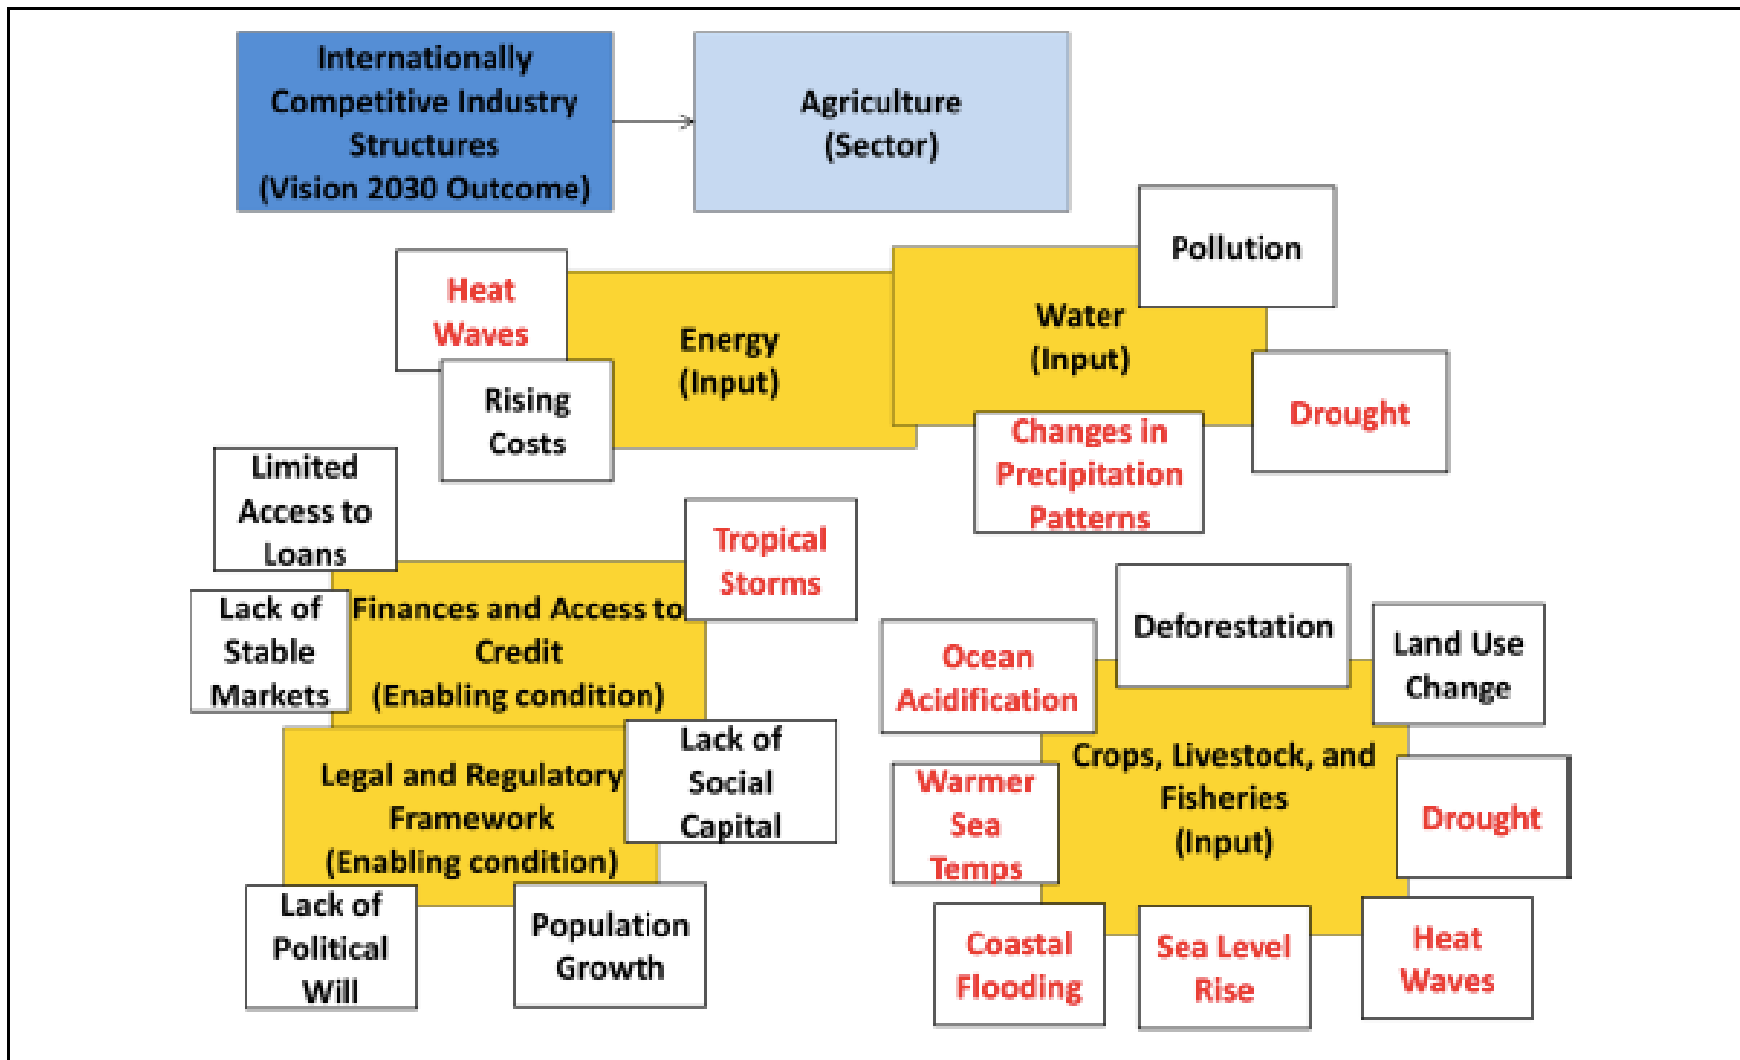 Internationally
Competitive Industry
Structures
(Vision 2030 Outcome)
Agriculture
(Sector)
Pollution
Heat
Waves
Energy
(Input)
Water
(Input)
Rising
Costs
Drought
Changes in
Precipitation
Patterns
Limited
Access to
Loans
Tropical
Storms
Lack of
Stable
Markets
Finances and Access to
Credit
(Enabling condition)
Lack of
Social
Capital
Legal and Regulatory
Framework
(Enabling condition)
Lack of
Political
Will
Population
Growth
Deforestation
Land Use
Change
Ocean
Acidification
Crops, Livestock, and
Fisheries
(Input)
Warmer
Sea
Temps
Drought
Coastal
Flooding
Sea Level
Rise
Heat
Waves